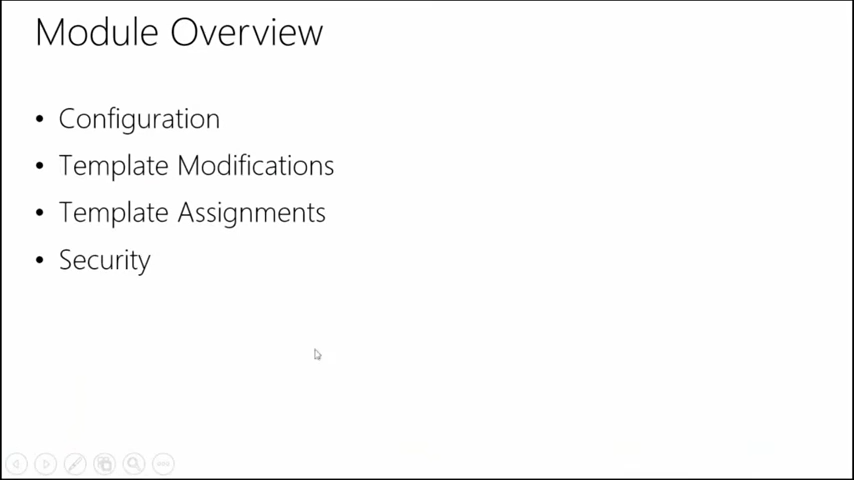 Module Overview
• Configuration
• Template Modifications
• Template Assignments
• Security